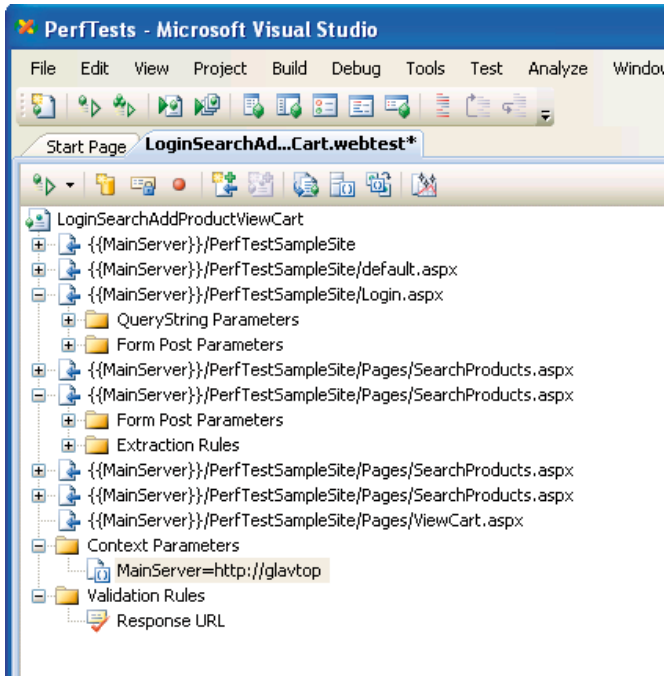 PerfTests - Microsoft Visual Studio
File Edit View Project Build Debug Tools Test Analyze Window
Start Page LoginSearchAd...Cart.webtest*
LoginSearchAddProductViewCart
{{MainServer}}/PerfTestSampleSite
{{MainServer}}/PerfTestSampleSite/default.aspx
{{MainServer}}/PerfTestSampleSite/Login.aspx
QueryString Parameters
Form Post Parameters
{{MainServer}}/PerfTestSampleSite/Pages/SearchProducts.aspx
{{MainServer}}/PerfTestSampleSite/Pages/SearchProducts.aspx
Form Post Parameters
Extraction Rules
{{MainServer}}/PerfTestSampleSite/Pages/SearchProducts.aspx
{{MainServer}}/PerfTestSampleSite/Pages/SearchProducts.aspx
{{MainServer}}/PerfTestSampleSite/Pages/ViewCart.aspx
Context Parameters
MainServer=http://glavtop
Validation Rules
Response URL